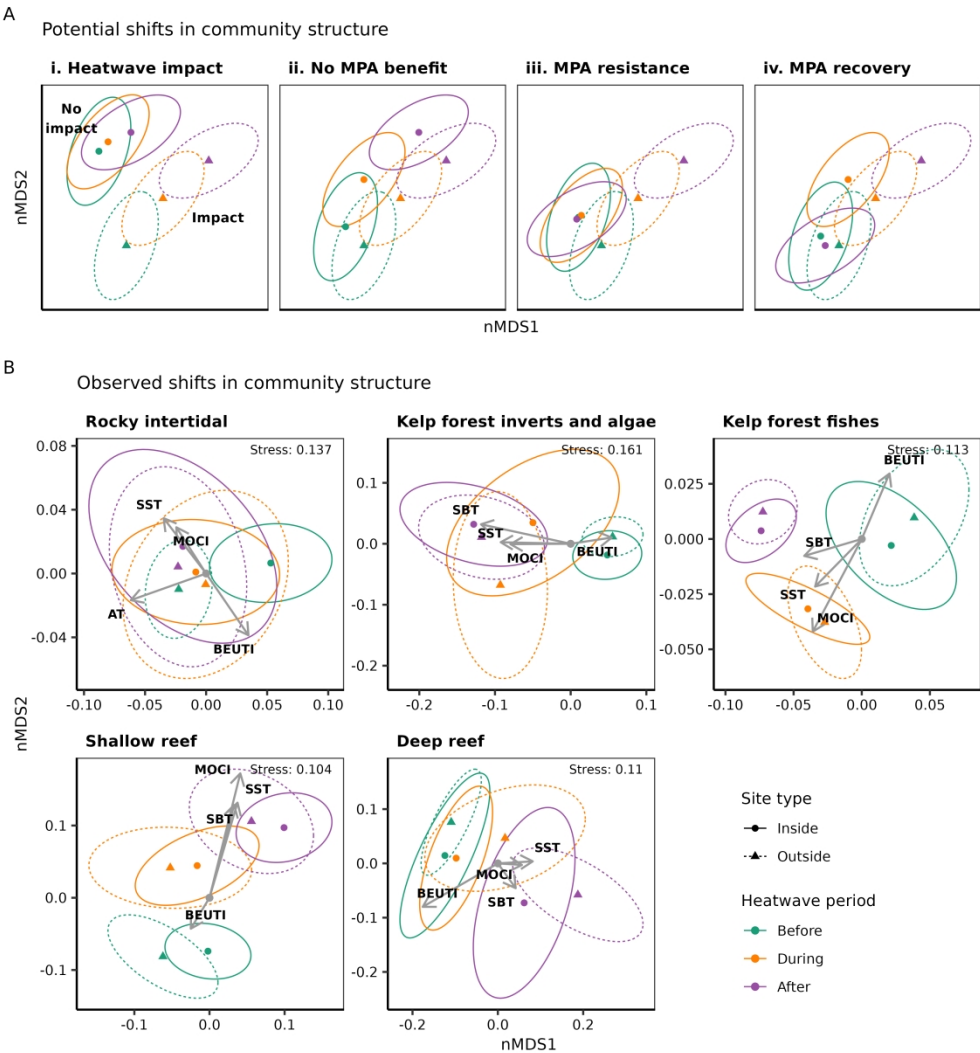 A
Potential shifts in community structure
i. Heatwave impact
ii. No MPA benefit
iii. MPA resistance
iv. MPA recovery
No
impact
Impact
nMDS2
nMDS1
B
Observed shifts in community structure
Rocky intertidal
Stress: 0.137
0.08
0.04
0.00
-0.04
SST
MOCI
AT
BEUTI
-0.10
-0.05
0.00
0.05
0.10
Kelp forest inverts and algae
Stress: 0.161
0.1
0.0
-0.1
-0.2
SBT
SST
MOCI
BEUTI
-0.2
-0.1
0.0
0.1
Kelp forest fishes
Stress: 0.113
0.025
0.000
-0.025
-0.050
BEUTI
SBT
SST
MOCI
-0.10
-0.05
0.00
0.05
nMDS2
Shallow reef
Stress: 0.104
0.1
0.0
-0.1
MOCI
SST
SBT
BEUTI
-0.1
0.0
0.1
Deep reef
Stress: 0.11
0.1
0.0
-0.1
-0.2
SST
MOCI
BEUTI
SBT
-0.2
0.0
0.2
nMDS1
Site type
Inside
Outside
Heatwave period
Before
During
After